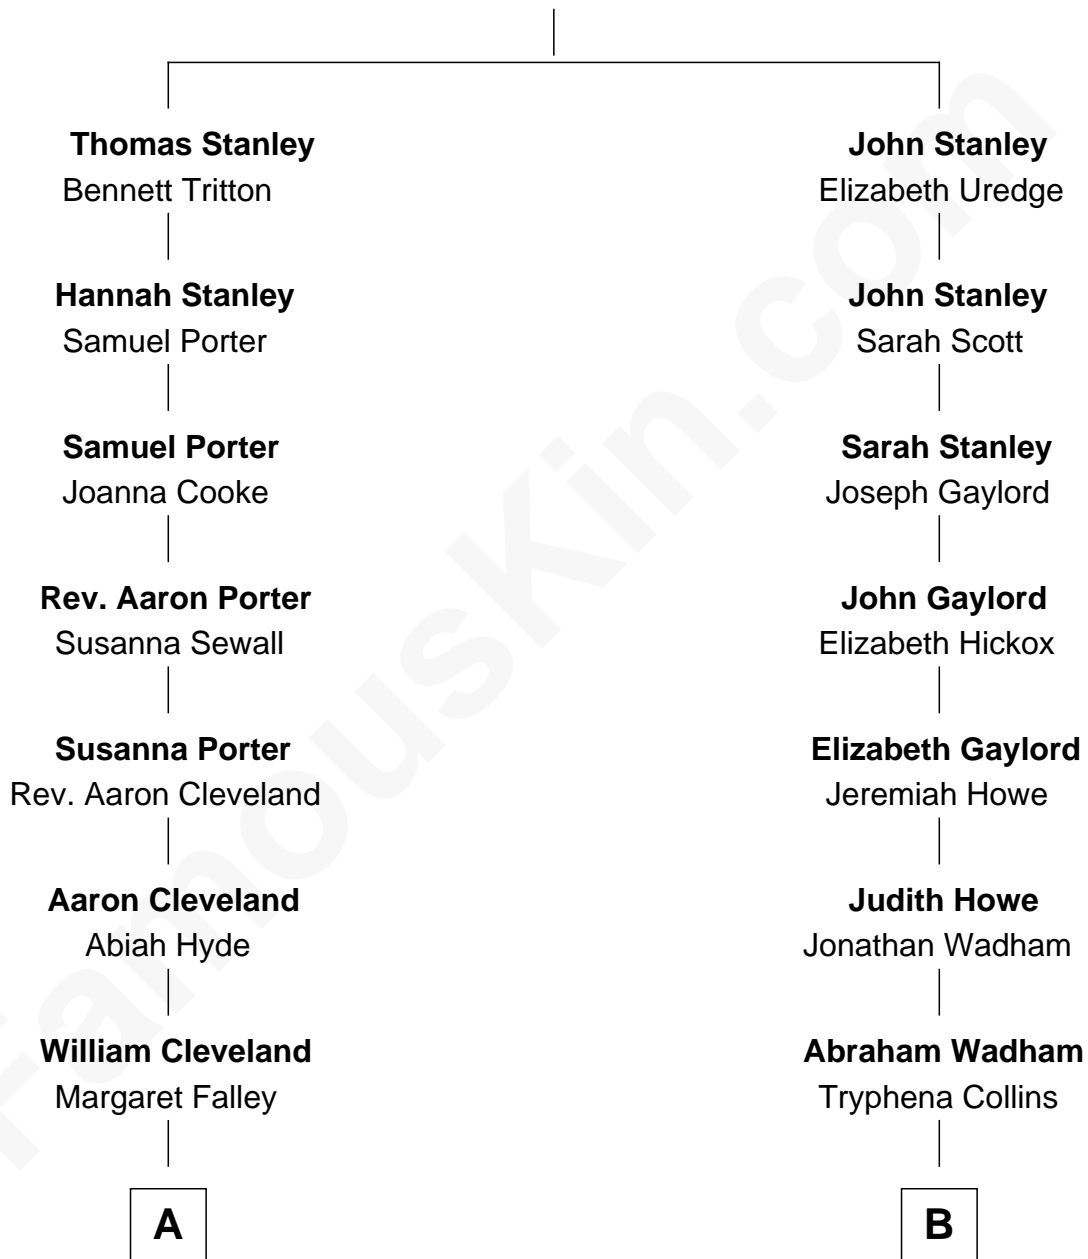 Thomas Stanley
Bennett Tritton
Hannah Stanley
Samuel Porter
Samuel Porter
Joanna Cooke
Rev. Aaron Porter
Susanna Sewall
Susanna Porter
Rev. Aaron Cleveland
Aaron Cleveland
Abiah Hyde
William Cleveland
Margaret Falley
A
John Stanley
Elizabeth Uredge
John Stanley
Sarah Scott
Sarah Stanley
Joseph Gaylord
John Gaylord
Elizabeth Hickox
Elizabeth Gaylord
Jeremiah Howe
Judith Howe
Jonathan Wadham
Abraham Wadham
Tryphena Collins
B
FamousKin.com